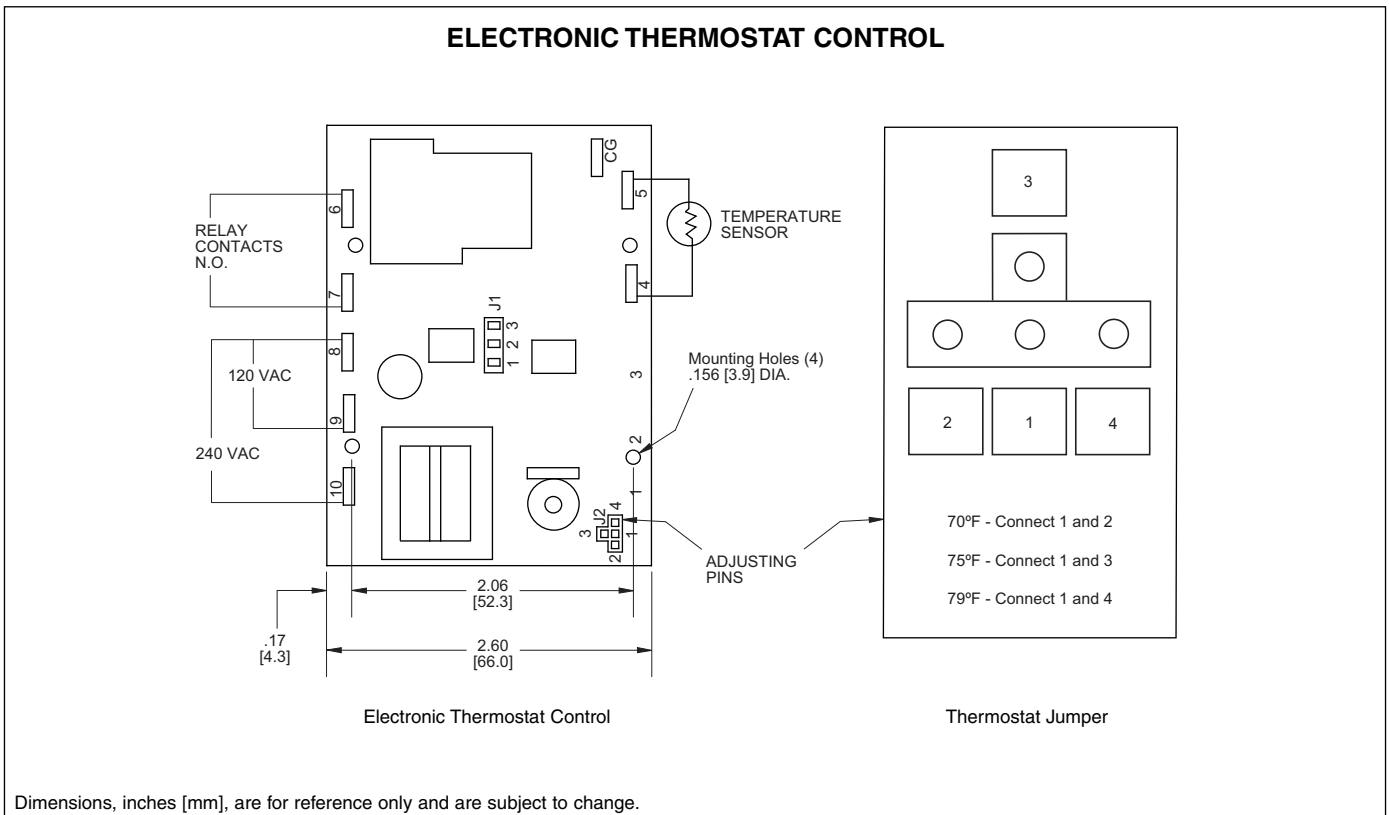 ELECTRONIC THERMOSTAT CONTROL
CG
5
TEMPERATURE
SENSOR
4
6
RELAY
CONTACTS
N.O.
7
J1
3
2
1
8
120 VAC
9
240 VAC
10
3
Mounting Holes (4)
.156 [3.9] DIA.
2
1
J2
4
3
1
2
ADJUSTING
PINS
2.06
[52.3]
.17
[4.3]
2.60
[66.0]
Electronic Thermostat Control
3
2
1
4
70ºF - Connect 1 and 2
75ºF - Connect 1 and 3
79ºF - Connect 1 and 4
Thermostat Jumper
Dimensions, inches [mm], are for reference only and are subject to change.